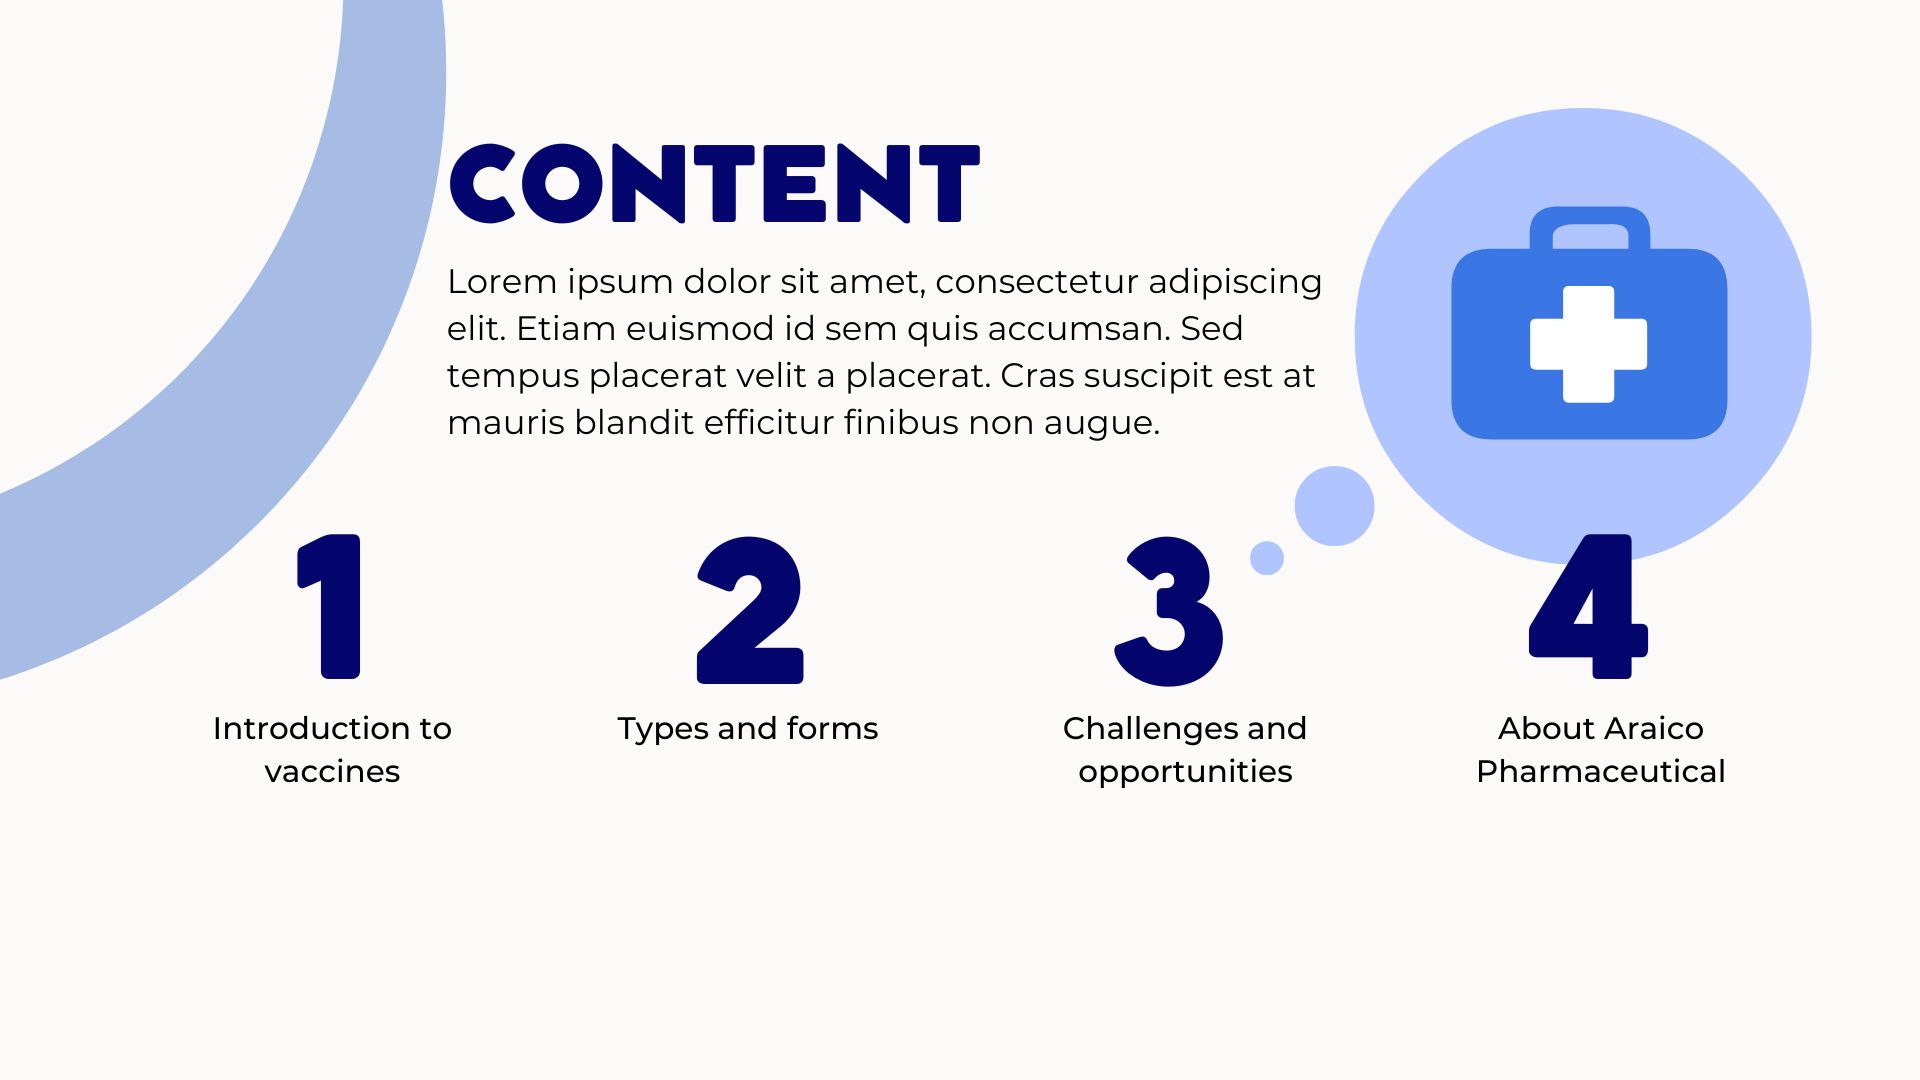 CONTENT
Lorem ipsum dolor sit amet, consectetur adipiscing
elit. Etiam euismod id sem quis accumsan. Sed
tempus placerat velit a placerat. Cras suscipit est at
mauris blandit efficitur finibus non augue.
1
Introduction to
vaccines
2
Types and forms
3
Challenges and
opportunities
4
About Araico
Pharmaceutical